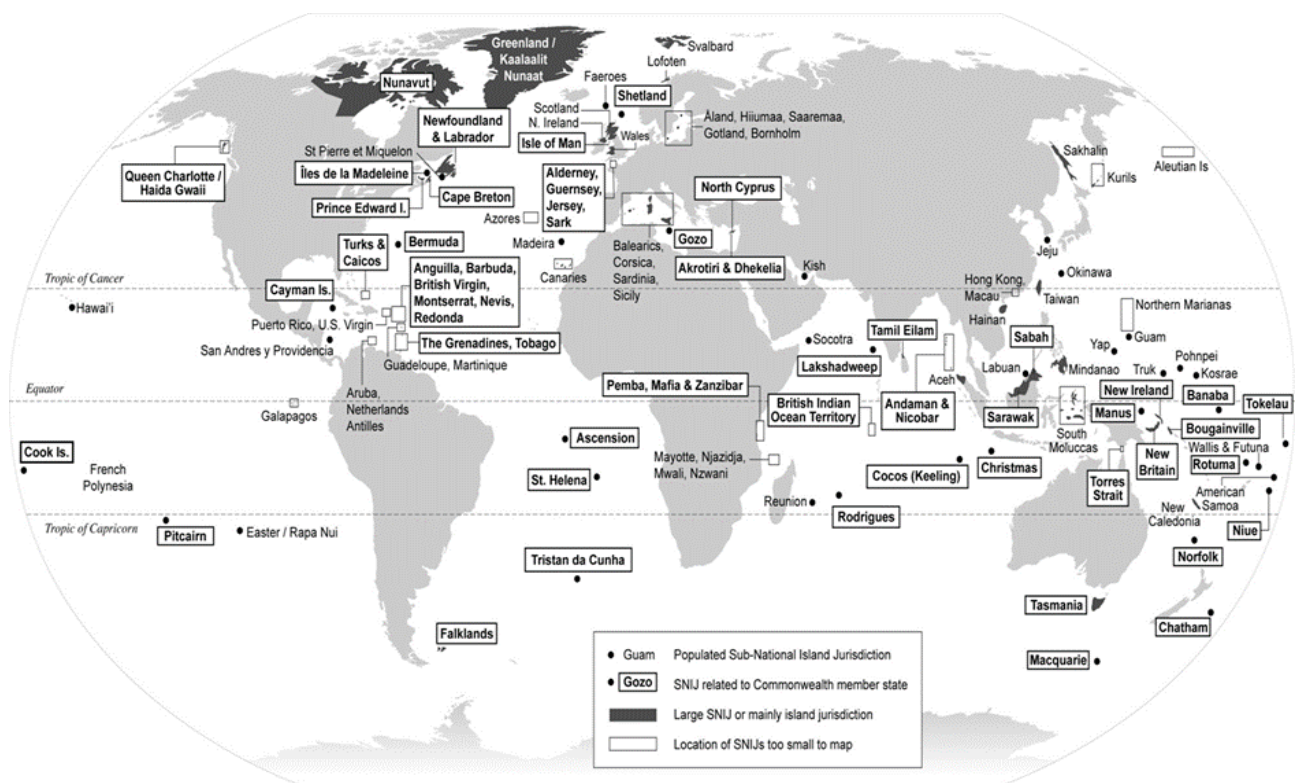 Greenland /
Kaalaalit
Nunaat
Svalbard
Lofoten
Nunavut
Faeroes
Shetland
Newfoundland
& Labrador
Scotland
N. Ireland
Wales
Isle of Man
Åland, Hiiumaa, Saaremaa,
Gotland, Bornholm
Sakhalin
Kurils
Aleutian Is
Queen Charlotte /
Haida Gwaii
St Pierre et Miquelon
Îles de la Madeleine
Prince Edward I.
Cape Breton
Alderney,
Guernsey,
Jersey,
Sark
North Cyprus
Azores
Madeira
Canaries
Gozo
Balearics,
Corsica,
Sardinia,
Sicily
Akrotiri & Dhekelia
Kish
Jeju
Okinawa
Turks &
Caicos
Bermuda
Tropic of Cancer
Cayman Is.
Anguilla, Barbuda,
British Virgin,
Montserrat, Nevis,
Redonda
Hong Kong,
Macau
Taiwan
Hainan
Hawai'i
Northern Marianas
Puerto Rico, U.S. Virgin
San Andres y Providencia
The Grenadines, Tobago
Guadeloupe, Martinique
Socotra
Tamil Eilam
Lakshadweep
Sabah
Guam
Yap
Pohnpei
Kosrae
Labuan
Mindanao
Truk
Aceh
Equator
Aruba,
Netherlands
Antilles
Galapagos
Pemba, Mafia & Zanzibar
British Indian
Ocean Territory
Andaman &
Nicobar
Sarawak
New Ireland
Manus
Banaba
Tokelau
Bougainville
South
Moluccas
Cook Is.
French
Polynesia
Ascension
St. Helena
Mayotte, Njazidja,
Mwali, Nzwani
Cocos (Keeling)
Christmas
Torres
Strait
New
Britain
Wallis & Futuna
Rotuma
American
Samoa
Reunion
Rodrigues
New
Caledonia
Niue
Tropic of Capricorn
Pitcairn
Easter / Rapa Nui
Norfolk
Tristan da Cunha
Tasmania
Chatham
Falklands
Macquarie
Guam Populated Sub-National Island Jurisdiction
Gozo SNIJ related to Commonwealth member state
Large SNIJ or mainly island jurisdiction
Location of SNIJs too small to map